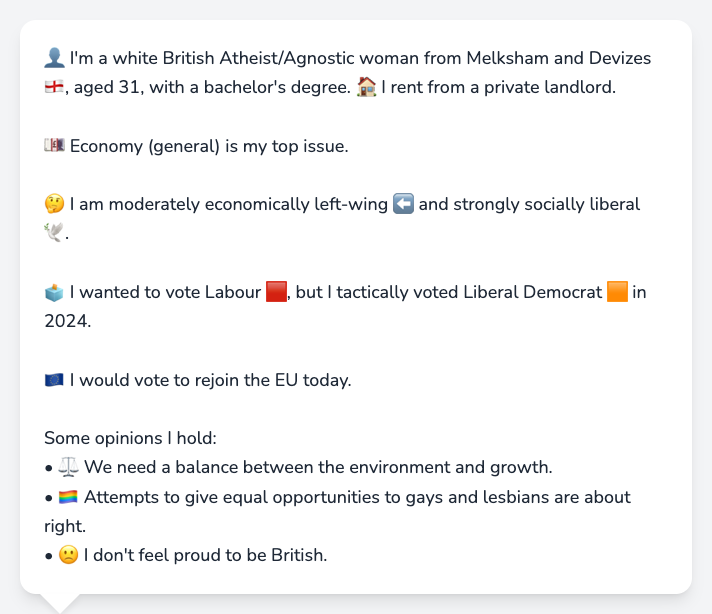 👤 I'm a white British Atheist/Agnostic woman from Melksham and Devizes
🏴󠁧󠁢󠁥󠁮󠁧󠁿, aged 31, with a bachelor's degree. 🏠 I rent from a private landlord.
💷 Economy (general) is my top issue.
🤔 I am moderately economically left-wing ⬅️ and strongly socially liberal
🕊️.
🗳️ I wanted to vote Labour 🟥, but I tactically voted Liberal Democrat 🟧 in
2024.
🇪🇺 I would vote to rejoin the EU today.
Some opinions I hold:
• ⚖️ We need a balance between the environment and growth.
• 🏳️‍🌈 Attempts to give equal opportunities to gays and lesbians are about
right.
• 🙁 I don't feel proud to be British.